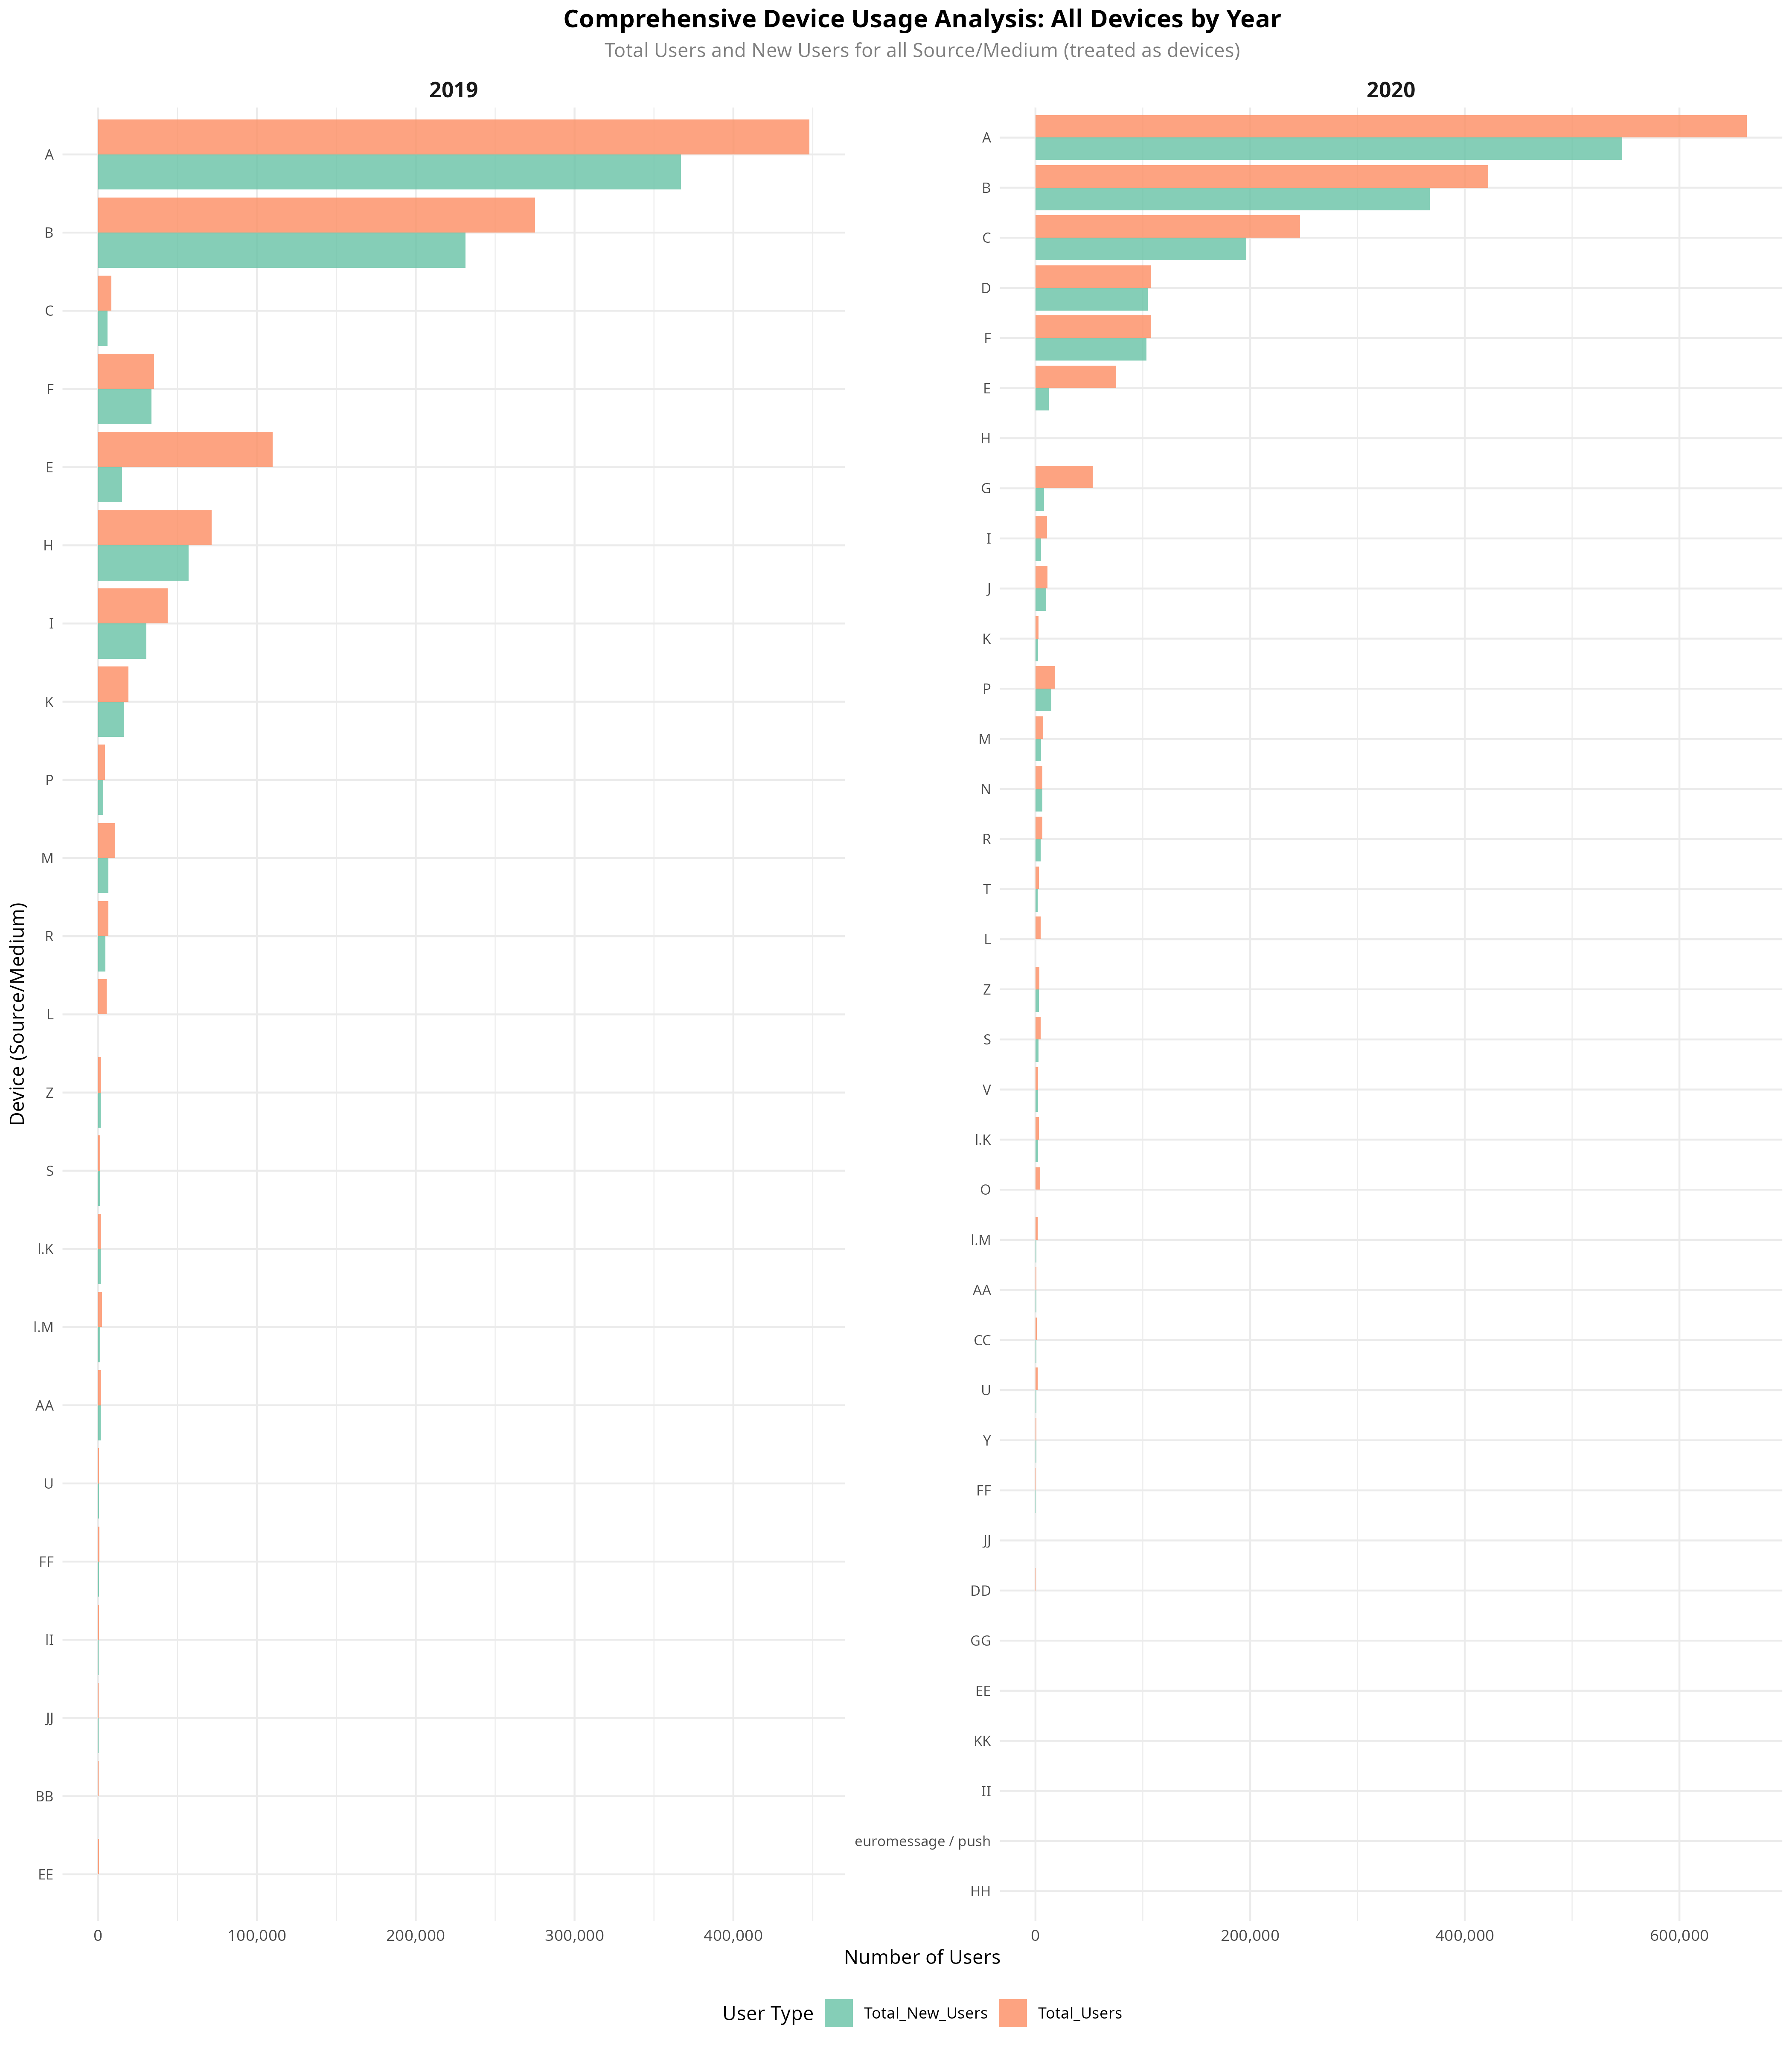 Comprehensive Device Usage Analysis: All Devices by Year
Total Users and New Users for all Source/Medium (treated as devices)
2019
A
B
C
F
E
H
I
K
P
M
R
L
Z
S
I.K
I.M
AA
U
FF
II
JJ
BB
EE
0 100,000 200,000 300,000 400,000
2020
A
B
C
D
F
E
H
G
I
J
K
P
M
N
R
T
L
Z
S
V
I.K
O
I.M
AA
CC
U
Y
FF
JJ
DD
GG
EE
KK
II
euromessage / push
HH
0 200,000 400,000 600,000
Device (Source/Medium)
Number of Users
User Type Total_New_Users Total_Users